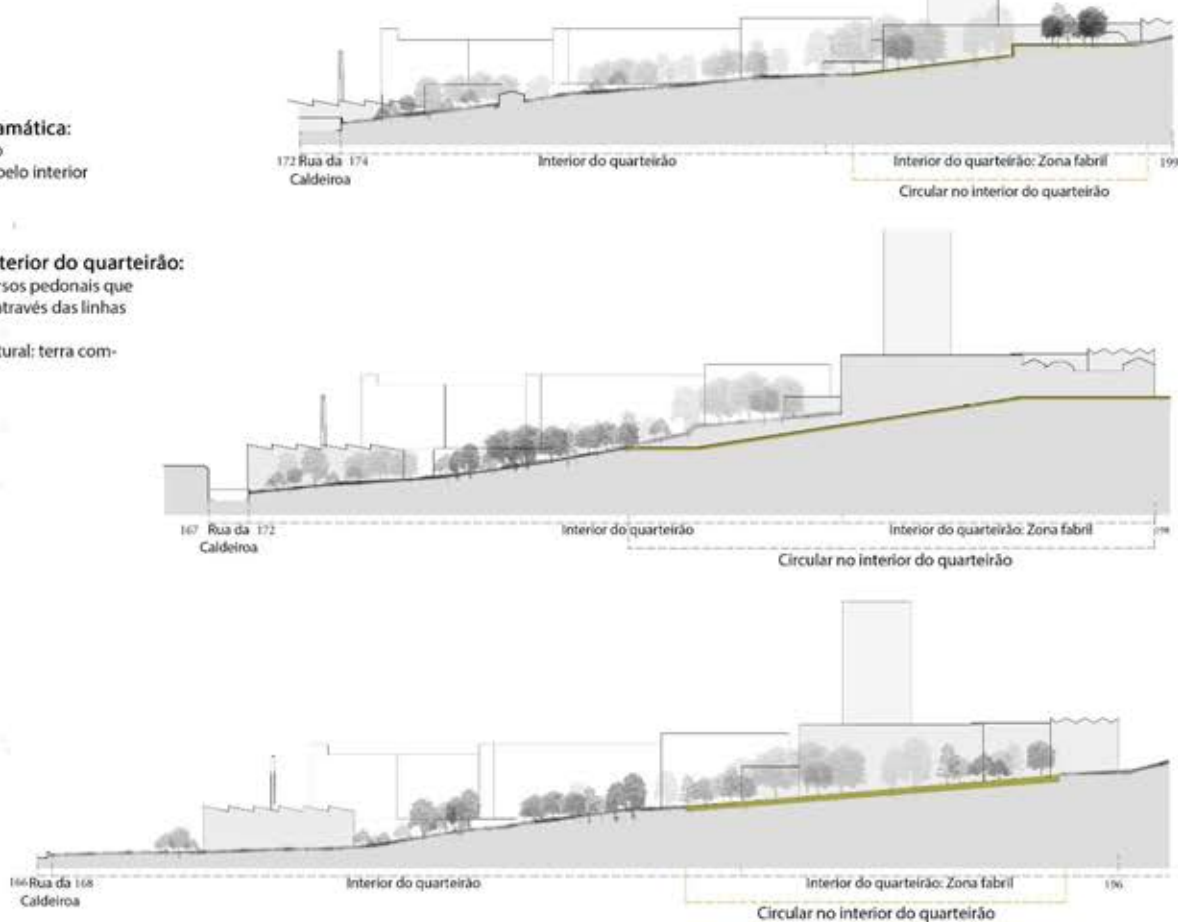 amática:
o
pelo interior
terior do quarteirão:
rsos pedonais que
através das linhas
tural: terra com-
172 Rua da 174
Caldeiroa
Interior do quarteirão
Interior do quarteirão: Zona fabril
199
Circular no interior do quarteirão
167 Rua da 172
Caldeiroa
Interior do quarteirão
Interior do quarteirão: Zona fabril
Circular no interior do quarteirão
166 Rua da 168
Caldeiroa
Interior do quarteirão
Interior do quarteirão: Zona fabril
196
Circular no interior do quarteirão